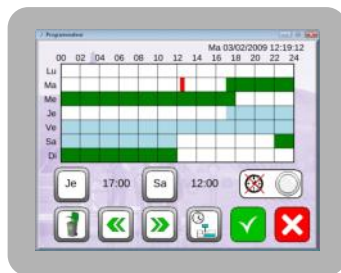 Programmation
Ma 03/02/2009 12:19:12
00 02 04 06 08 10 12 14 16 18 20 22 24
Lu
Ma
Me
Je
Ve
Sa
Di
Je 17:00 Sa 12:00